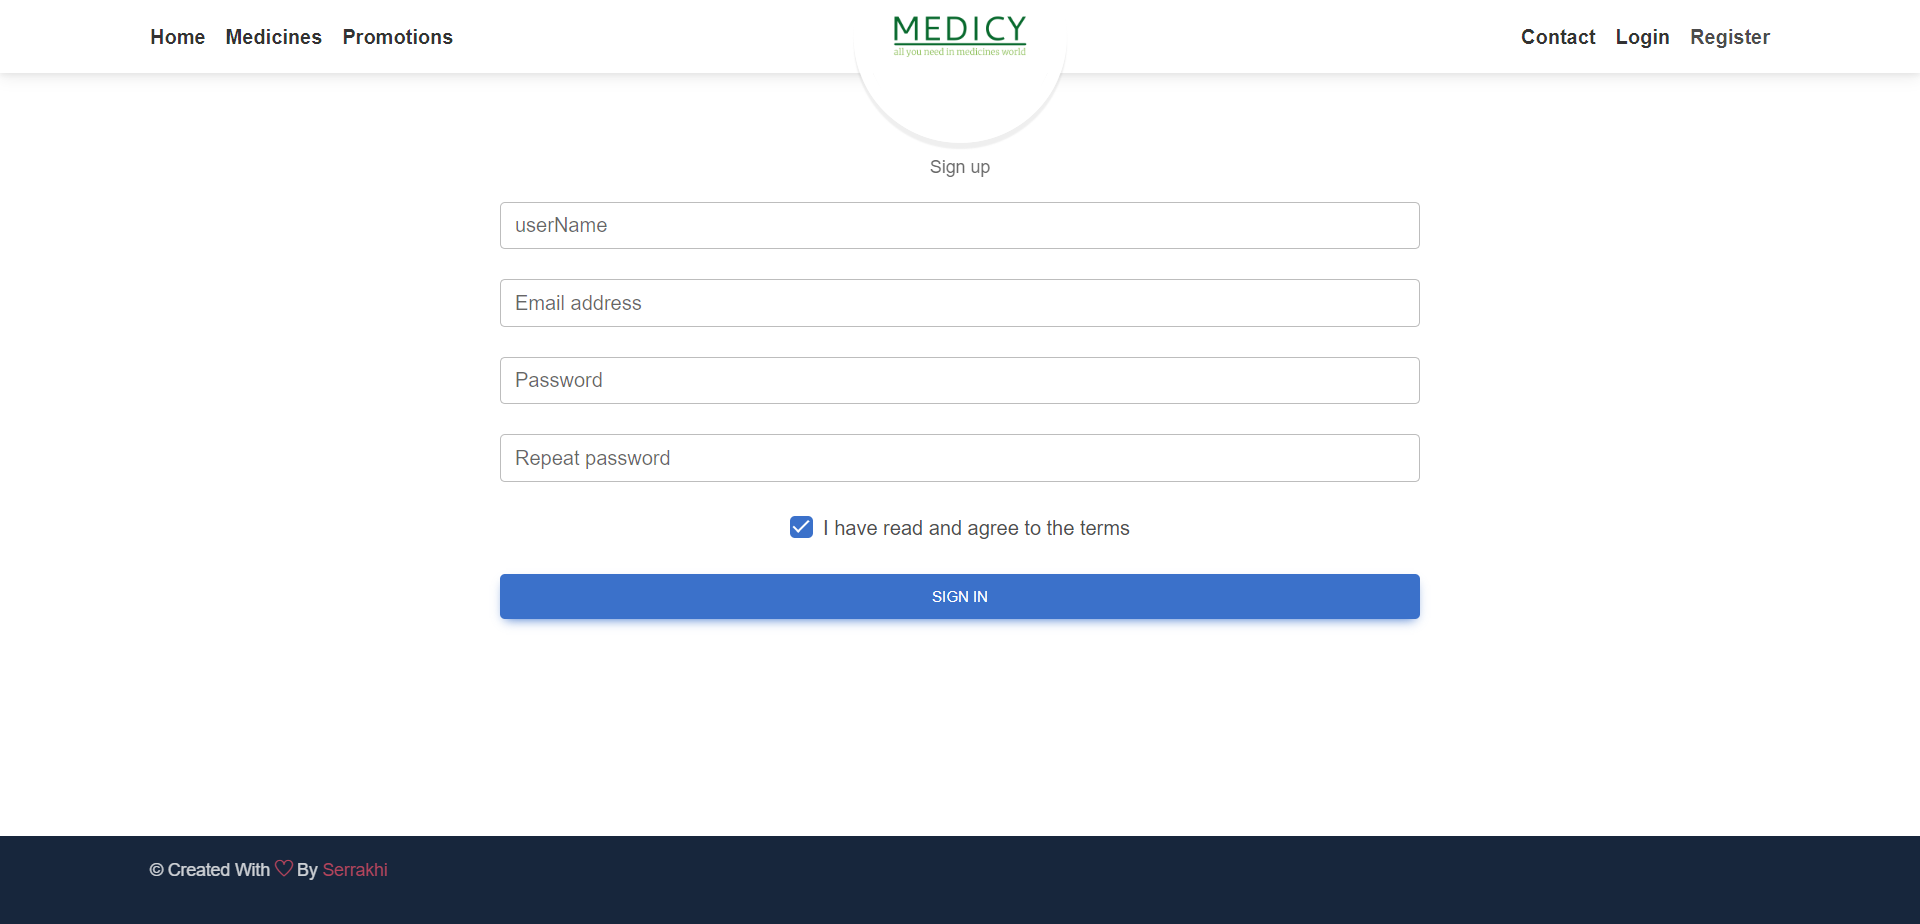 Home Medicines Promotions
MEDICY
all you need in medicines world
Contact Login Register
Sign up
userName
Email address
Password
Repeat password
I have read and agree to the terms
SIGN IN
© Created With ♡ By Serrakhi